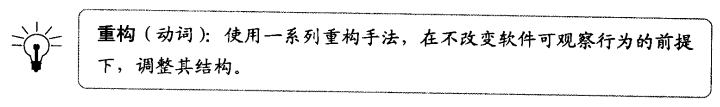 重构（动词）：使用一系列重构手法，在不改变软件可观察行为的前提
下，调整其结构。